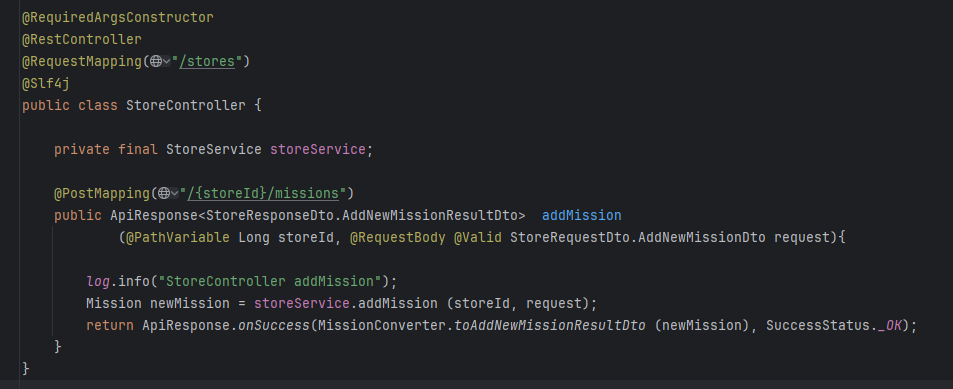 @RequiredArgsConstructor
@RestController
@RequestMapping("/stores")
@Slf4j
public class StoreController {
private final StoreService storeService;
@PostMapping("/{storeId}/missions")
public ApiResponse<StoreResponseDto.AddNewMissionResultDto>  addMission
(@PathVariable Long storeId, @RequestBody @Valid StoreRequestDto.AddNewMissionDto request){
log.info("StoreController addMission");
Mission newMission = storeService.addMission (storeId, request);
return ApiResponse.onSuccess(MissionConverter.toAddNewMissionResultDto (newMission), SuccessStatus._OK);
}
}